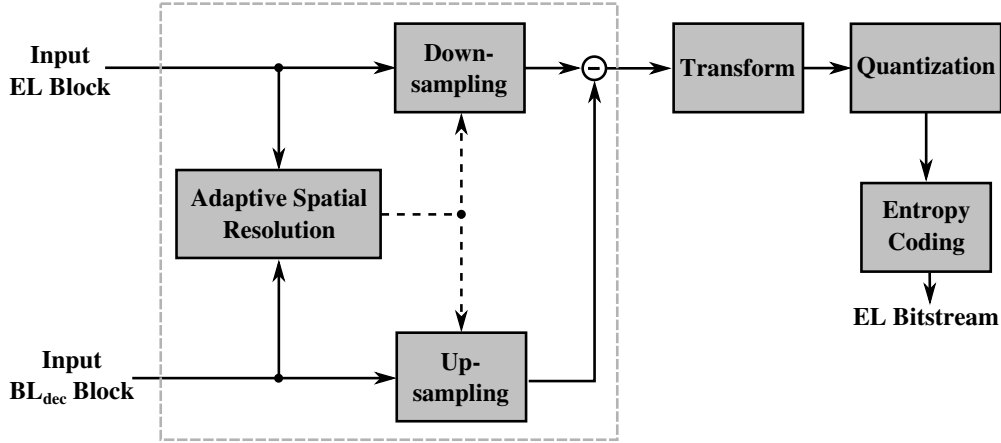 Input
EL Block
Down-
sampling
Transform
Quantization
Adaptive Spatial
Resolution
Entropy
Coding
EL Bitstream
Input
BLdec Block
Up-
sampling